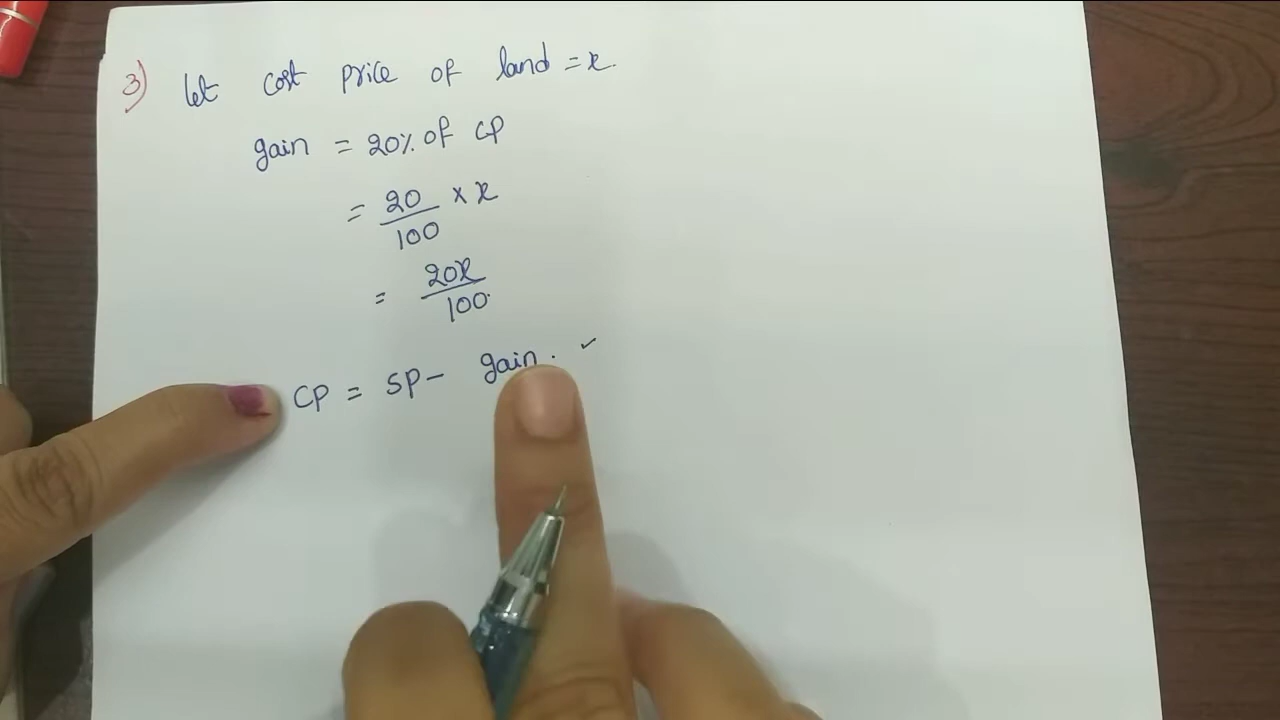 3) let cost price of land = x.
gain = 20% of CP
= 20/100 × x
= 20x/100.
CP = SP - gain. ✓